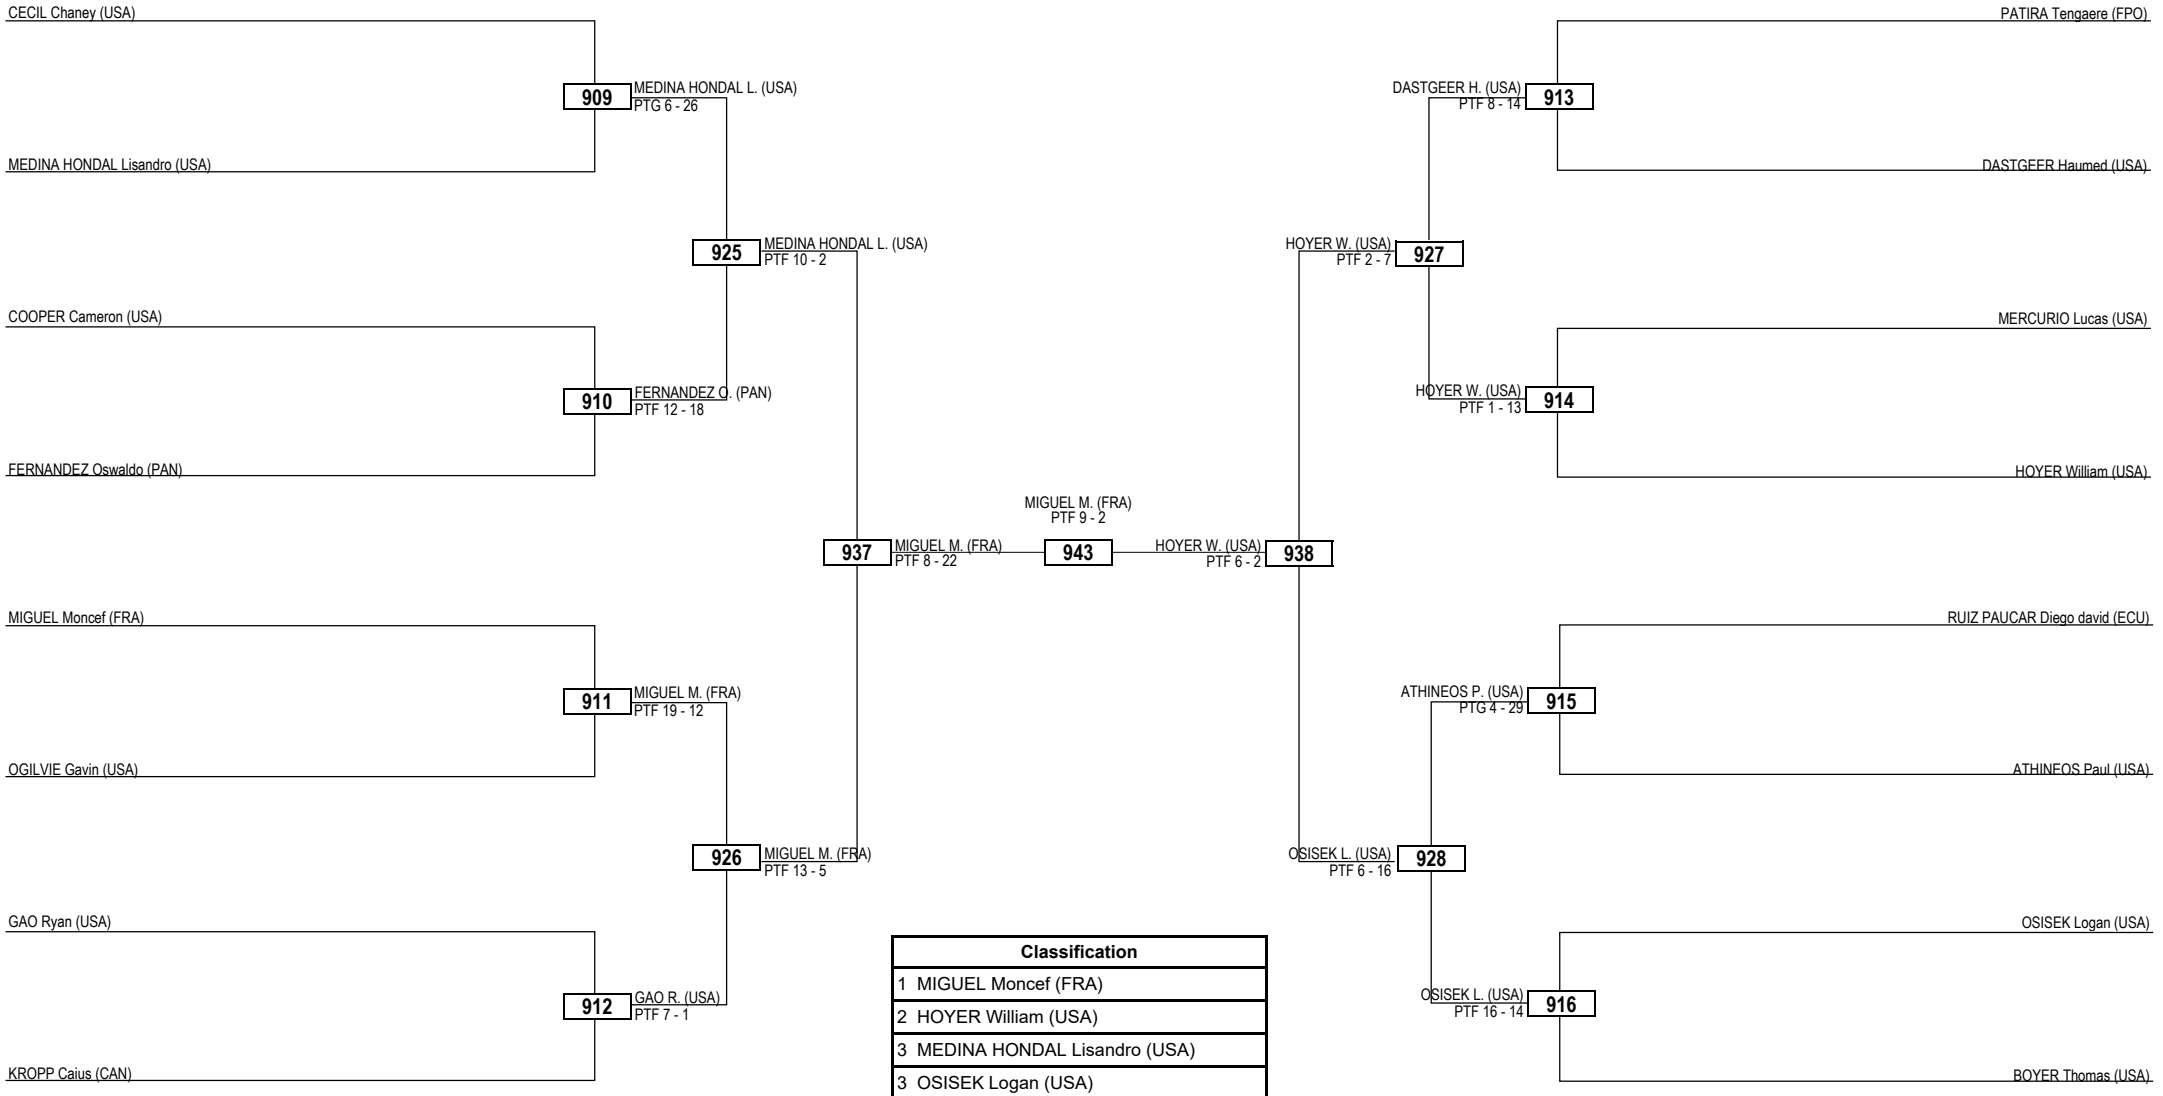 CECIL Chaney (USA)
909
MEDINA HONDAL L. (USA)
PTG 6 - 26
MEDINA HONDAL Lisandro (USA)
925
MEDINA HONDAL L. (USA)
PTF 10 - 2
COOPER Cameron (USA)
910
FERNANDEZ O. (PAN)
PTF 12 - 18
FERNANDEZ Oswaldo (PAN)
937
MIGUEL M. (FRA)
PTF 8 - 22
MIGUEL Moncef (FRA)
911
MIGUEL M. (FRA)
PTF 19 - 12
OGILVIE Gavin (USA)
926
MIGUEL M. (FRA)
PTF 13 - 5
GAO Ryan (USA)
912
GAO R. (USA)
PTF 7 - 1
KROPP Caius (CAN)
MIGUEL M. (FRA)
PTF 9 - 2
943
PATIRA Tengaere (FPO)
DASTGEER H. (USA)
PTF 8 - 14
913
DASTGEER Haumed (USA)
HOYER W. (USA)
PTF 2 - 7
927
MERCURIO Lucas (USA)
HOYER W. (USA)
PTF 1 - 13
914
HOYER William (USA)
HOYER W. (USA)
PTF 6 - 2
938
RUIZ PAUCAR Diego david (ECU)
ATHINEOS P. (USA)
PTG 4 - 29
915
ATHINEOS Paul (USA)
OSISEK L. (USA)
PTF 6 - 16
928
OSISEK Logan (USA)
OSISEK L. (USA)
PTF 16 - 14
916
BOYER Thomas (USA)
Classification
1 MIGUEL Moncef (FRA)
2 HOYER William (USA)
3 MEDINA HONDAL Lisandro (USA)
3 OSISEK Logan (USA)